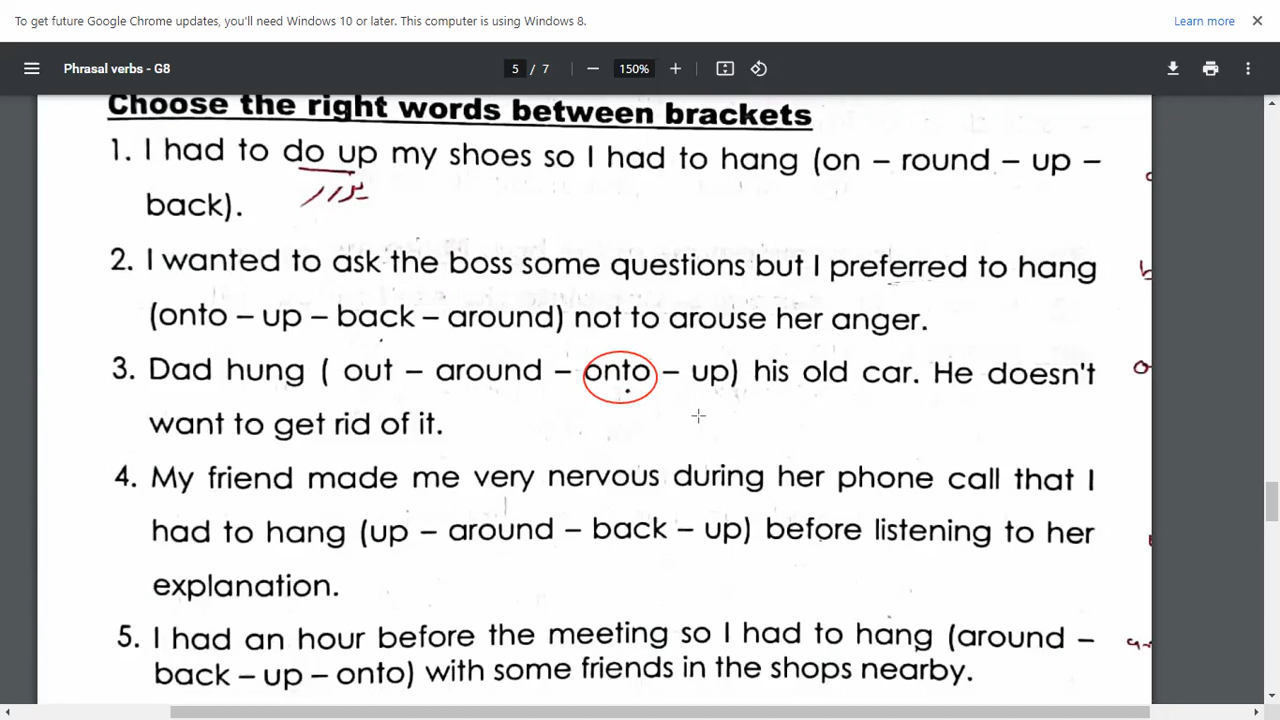 To get future Google Chrome updates, you'll need Windows 10 or later. This computer is using Windows 8.
Learn more
Phrasal verbs - G8
5 / 7
150%
Choose the right words between brackets
1. I had to do up my shoes so I had to hang (on – round – up –
back).
2. I wanted to ask the boss some questions but I preferred to hang
(onto – up – back – around) not to arouse her anger.
3. Dad hung ( out – around – onto – up) his old car. He doesn't
want to get rid of it.
4. My friend made me very nervous during her phone call that I
had to hang (up – around – back – up) before listening to her
explanation.
5. I had an hour before the meeting so I had to hang (around –
back – up – onto) with some friends in the shops nearby.